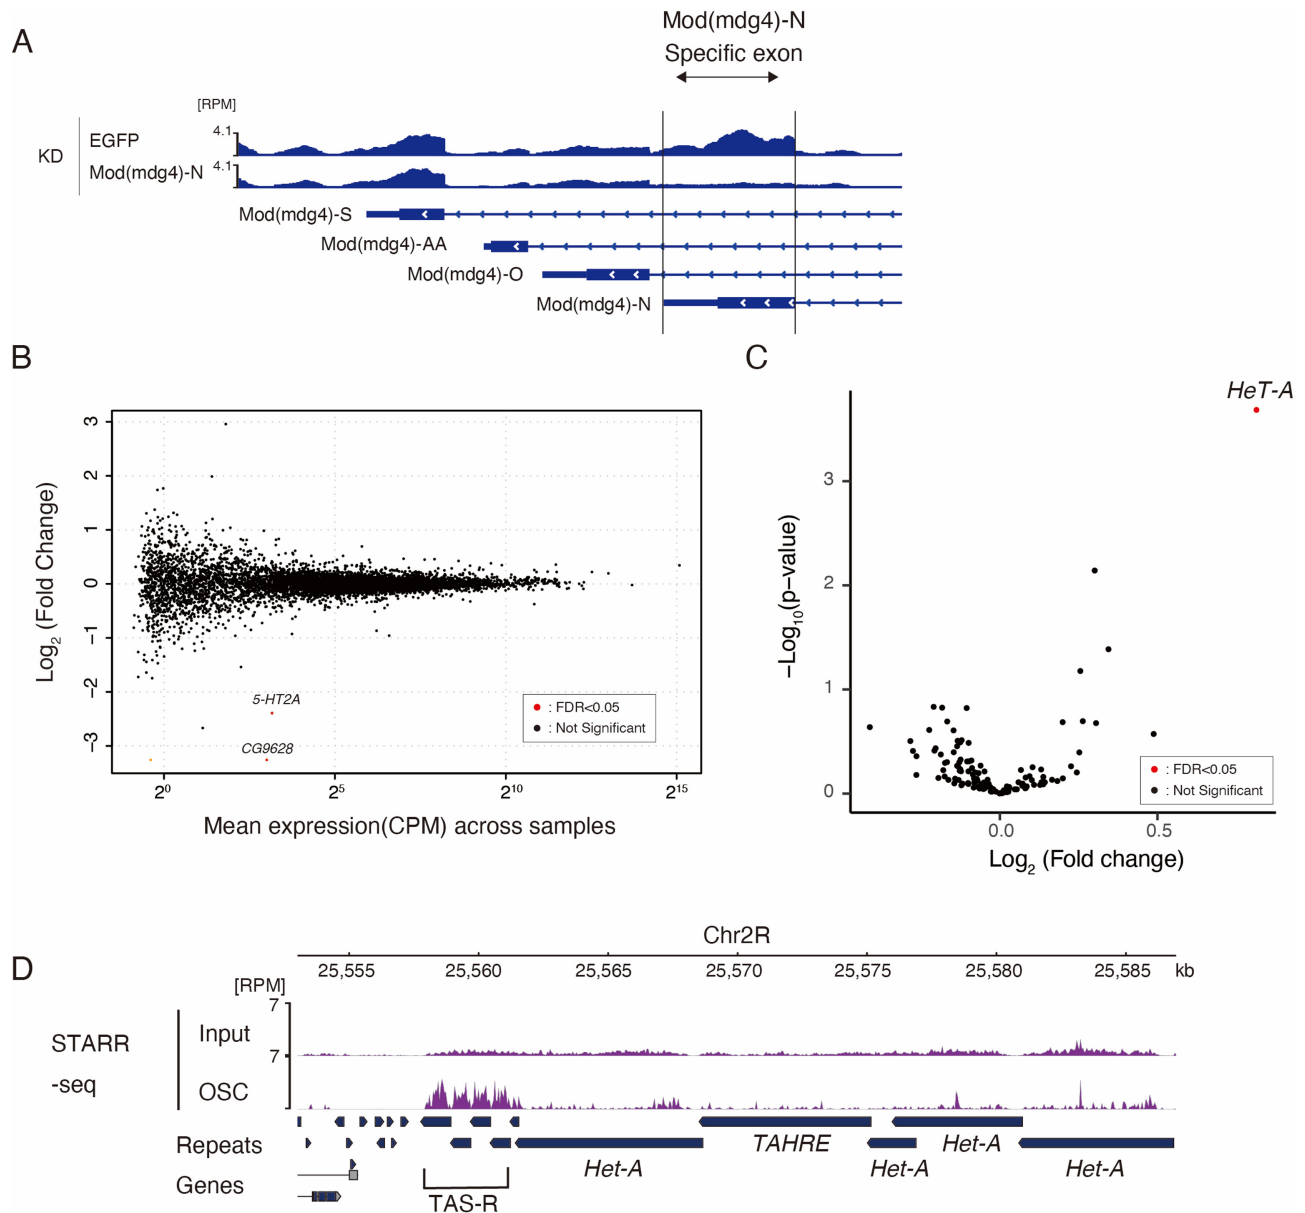 A
Mod(mdg4)-N
Specific exon
[RPM]
KD
EGFP
4.1
Mod(mdg4)-N
4.1
Mod(mdg4)-S
Mod(mdg4)-AA
Mod(mdg4)-O
Mod(mdg4)-N
B
Log2 (Fold Change)
3
2
1
0
-1
-2
-3
5-HT2A
CG9628
: FDR<0.05
: Not Significant
2^0
2^5
2^10
2^15
Mean expression(CPM) across samples
C
HeT-A
−Log10(p−value)
3
2
1
0
: FDR<0.05
: Not Significant
0.0
0.5
Log2 (Fold change)
D
Chr2R
25,555
25,560
25,565
25,570
25,575
25,580
25,585
kb
[RPM]
7
STARR
-seq
Input
7
OSC
Repeats
TAHRE
Het-A
Het-A
Het-A
Het-A
Genes
TAS-R